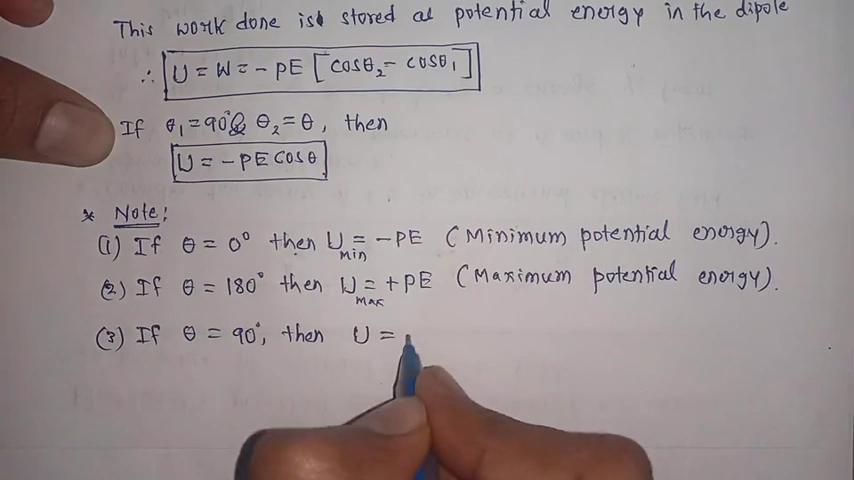 This work done is stored as potential energy in the dipole
∴ U = W = - PE [cosθ₂ - cosθ₁]
If θ₁ = 90° & θ₂ = θ, then
U = - PE cosθ
* Note:
(1) If θ = 0° then U_Min = - PE (Minimum potential energy).
(2) If θ = 180° then U_max = + PE (Maximum potential energy).
(3) If θ = 90°, then U =